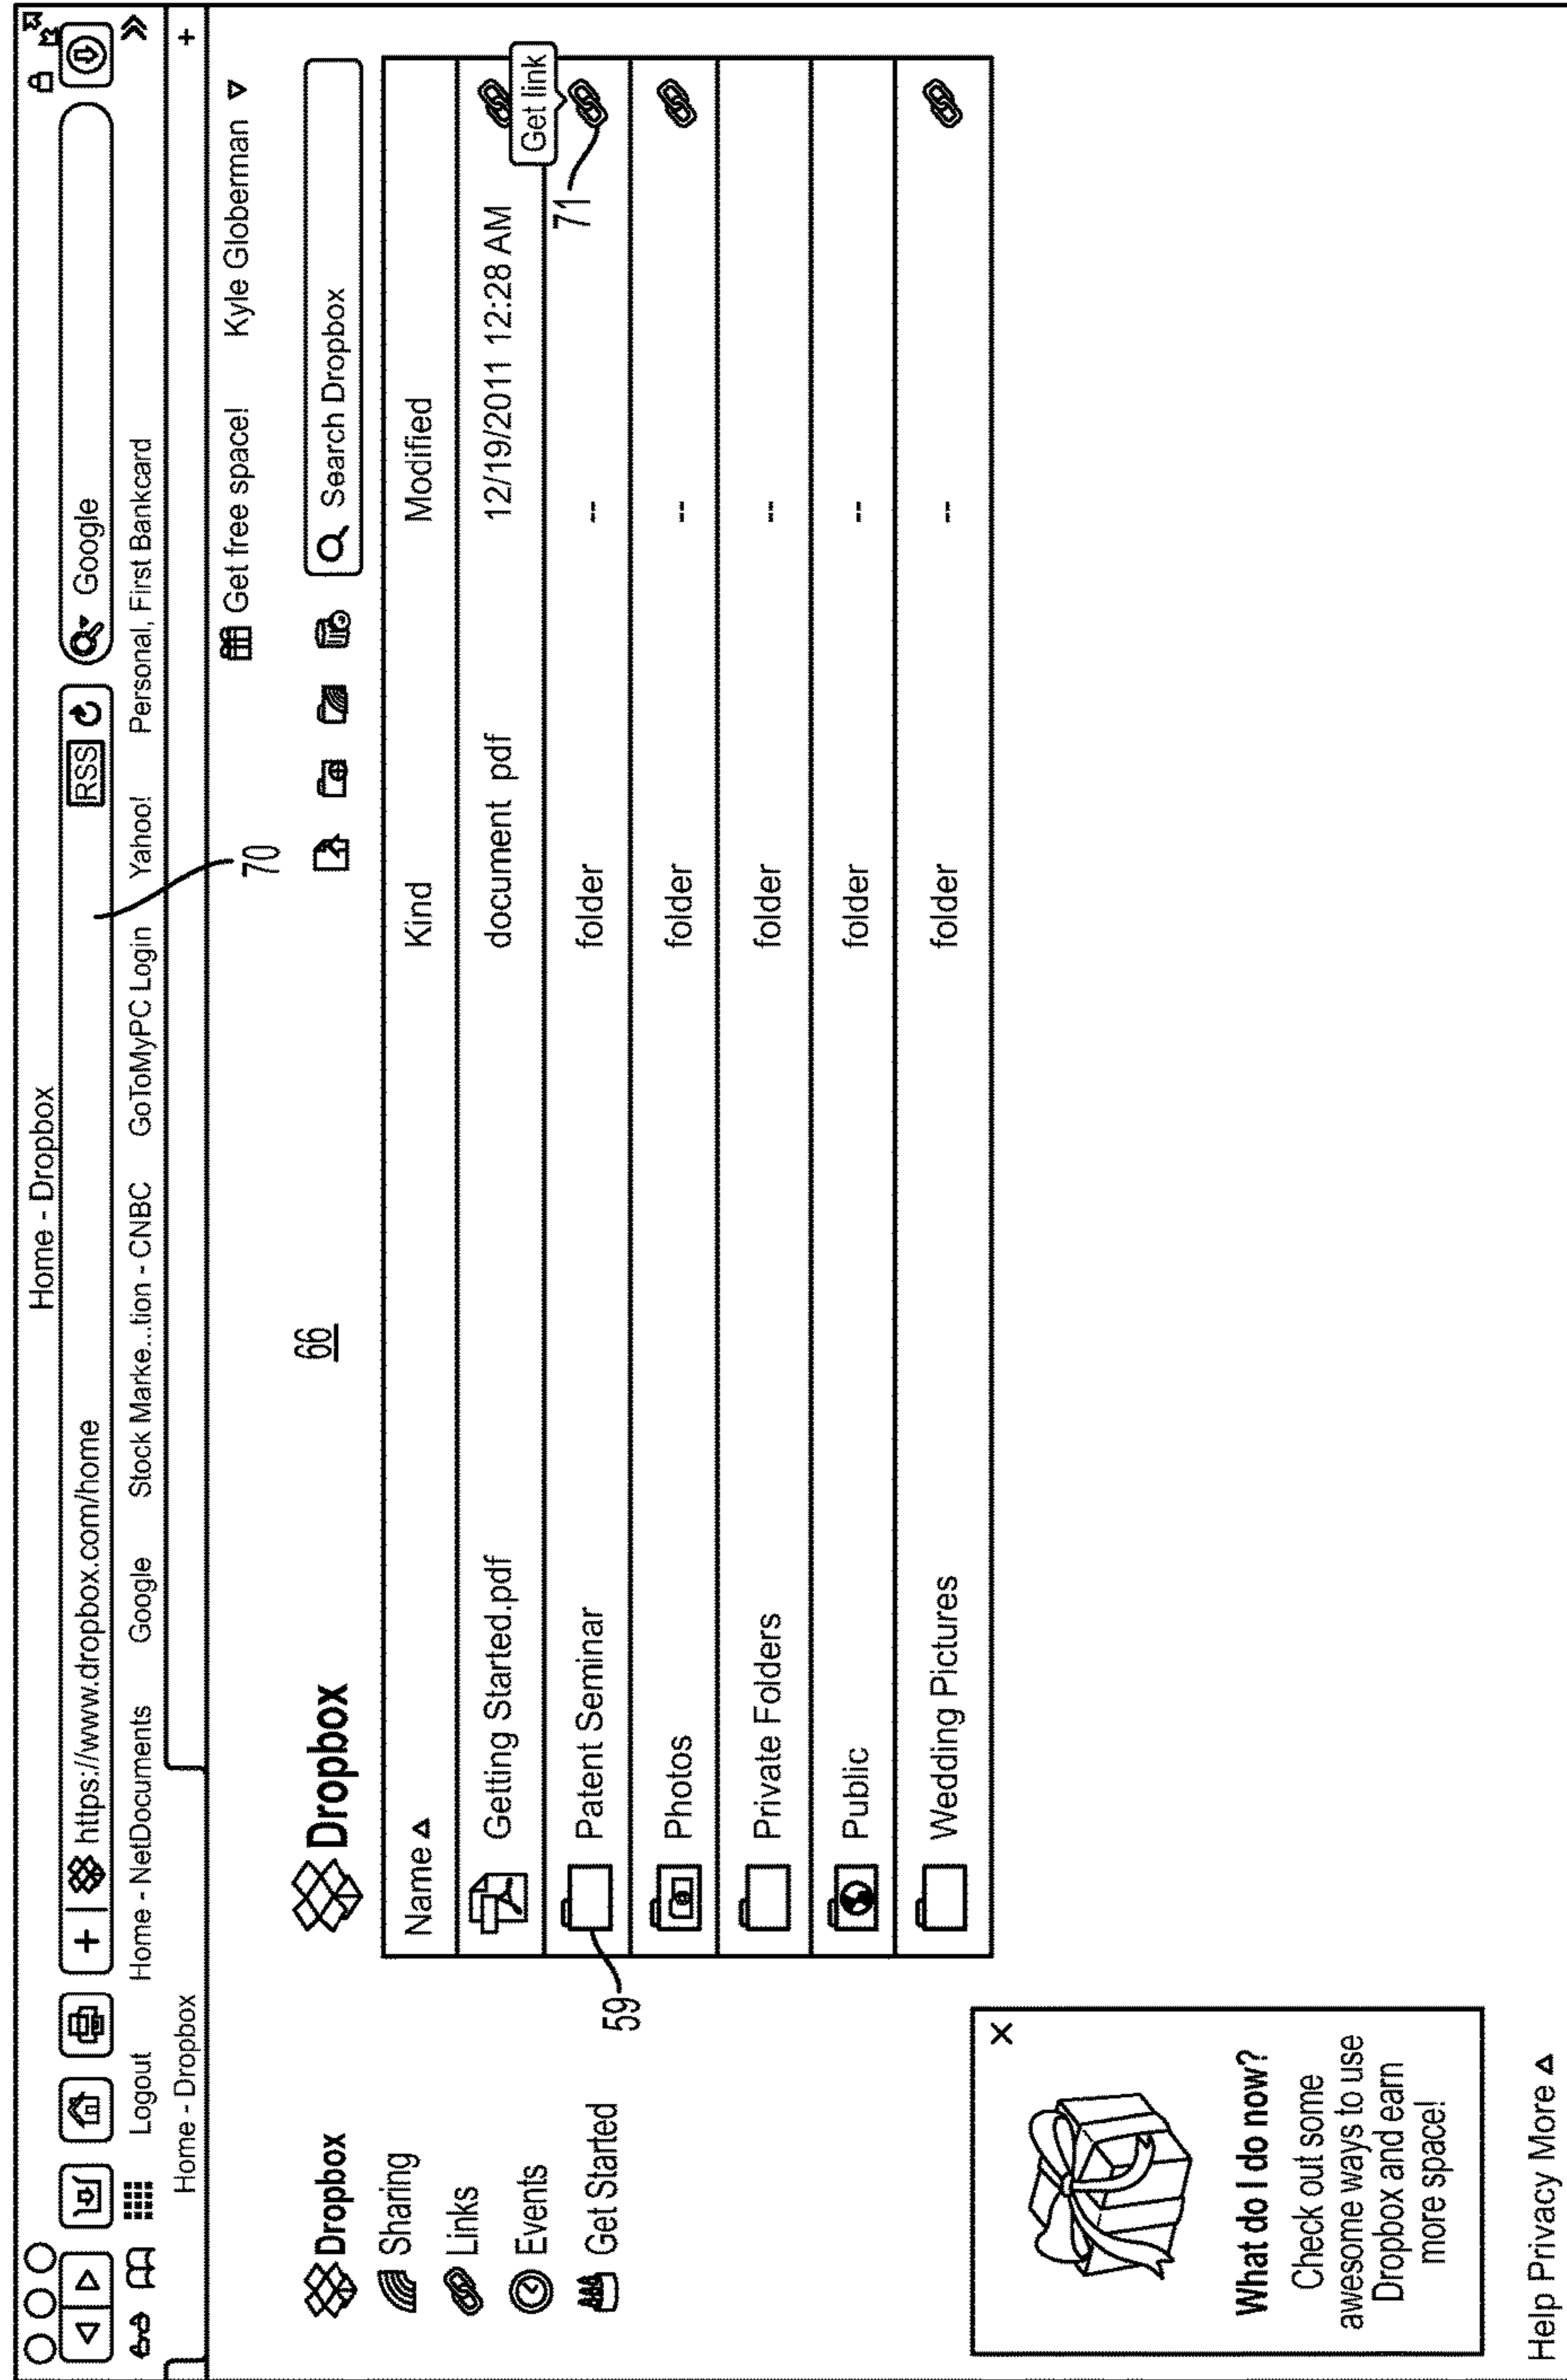 Home - Dropbox
https://www.dropbox.com/home RSS Google
Logout Home - NetDocuments Google Stock Marke...tion - CNBC GoToMyPC Login Yahoo! Personal, First Bankcard
Home - Dropbox +
70
Get free space! Kyle Globerman
66
Dropbox
Search Dropbox
Dropbox
Sharing
Links
Events
Get Started
Name Kind Modified
Getting Started.pdf document pdf 12/19/2011 12:28 AM
Get link
Patent Seminar folder --
71
59
Photos folder --
Private Folders folder --
Public folder --
Wedding Pictures folder --
X
What do I do now?
Check out some
awesome ways to use
Dropbox and earn
more space!
Help Privacy More